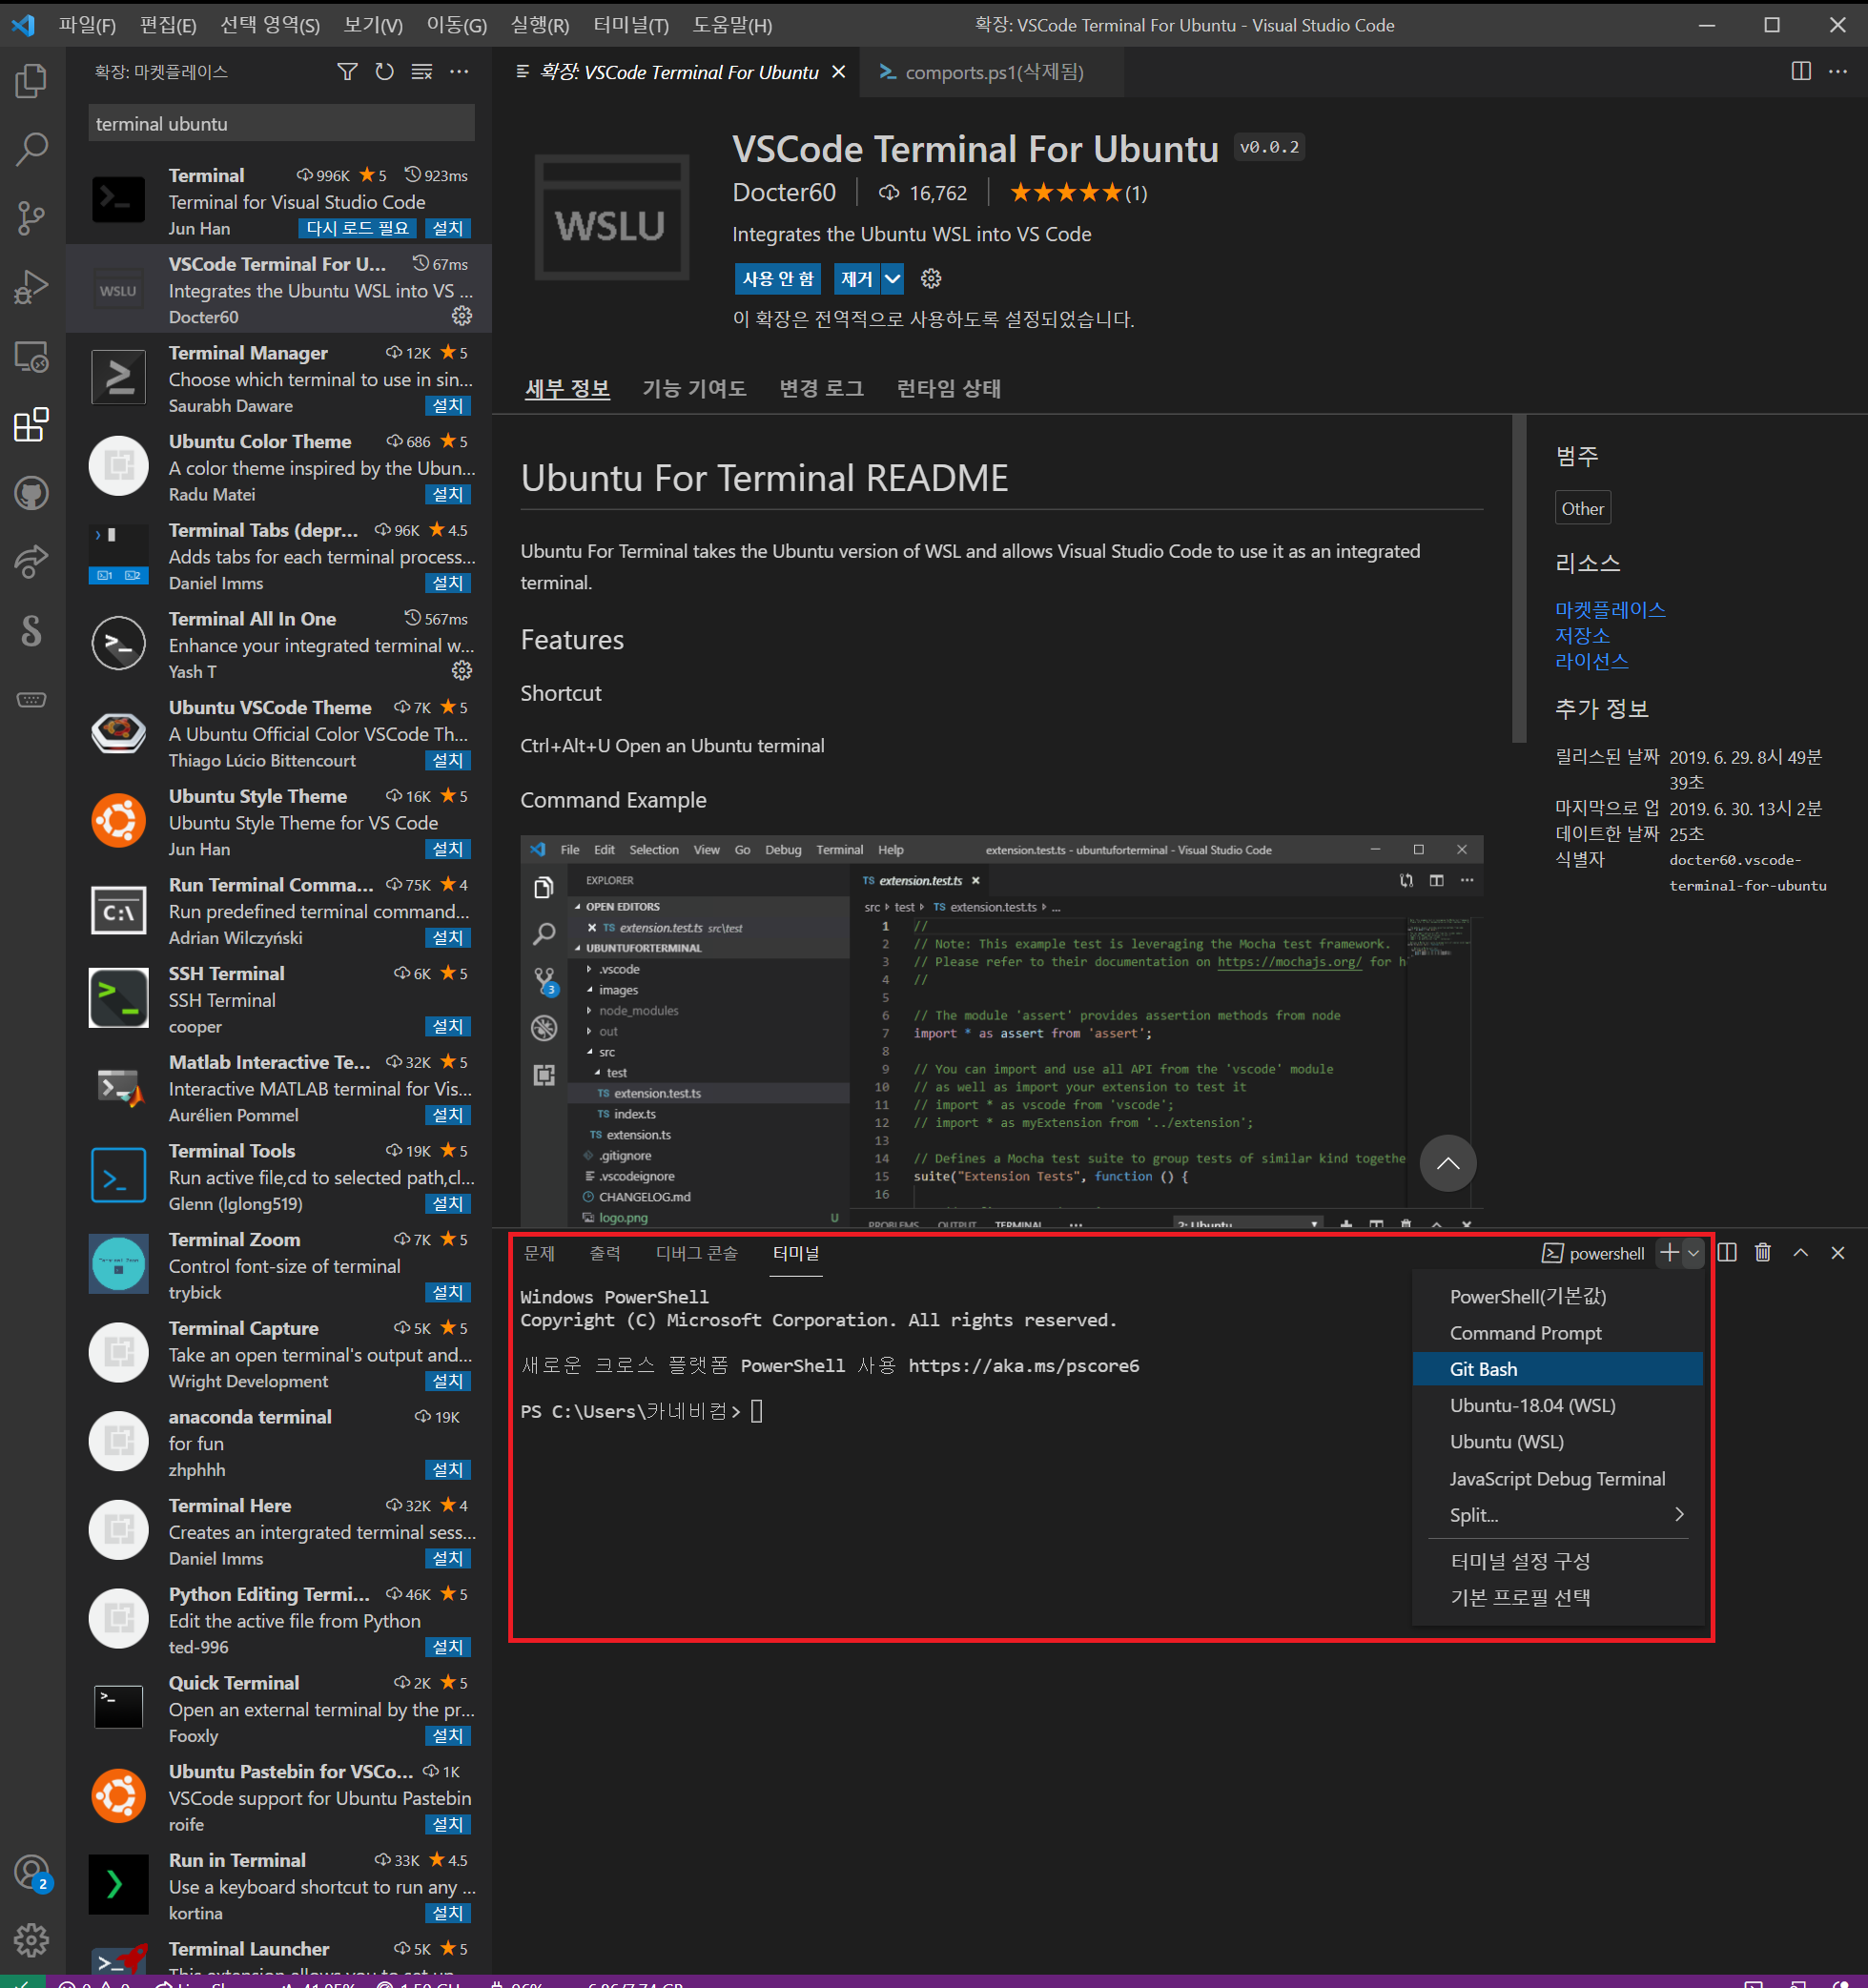 파일(F) 편집(E) 선택 영역(S) 보기(V) 이동(G) 실행(R) 터미널(T) 도움말(H) 확장: VSCode Terminal For Ubuntu - Visual Studio Code
확장: 마켓플레이스
terminal ubuntu
Terminal 996K 5 923ms
Terminal for Visual Studio Code
Jun Han 다시 로드 필요 설치
VSCode Terminal For U... 67ms
WSLU
Integrates the Ubuntu WSL into VS ...
Docter60
Terminal Manager 12K 5
Choose which terminal to use in sin...
Saurabh Daware 설치
Ubuntu Color Theme 686 5
A color theme inspired by the Ubun...
Radu Matei 설치
Terminal Tabs (depr... 96K 4.5
Adds tabs for each terminal process...
Daniel Imms 설치
Terminal All In One 567ms
Enhance your integrated terminal w...
Yash T
Ubuntu VSCode Theme 7K 5
A Ubuntu Official Color VSCode Th...
Thiago Lúcio Bittencourt 설치
Ubuntu Style Theme 16K 5
Ubuntu Style Theme for VS Code
Jun Han 설치
Run Terminal Comma... 75K 4
C:\
Run predefined terminal command...
Adrian Wilczyński 설치
SSH Terminal 6K 5
SSH Terminal
cooper 설치
Matlab Interactive Te... 32K 5
Interactive MATLAB terminal for Vis...
Aurélien Pommel 설치
Terminal Tools 19K 5
Run active file,cd to selected path,cl...
Glenn (lglong519) 설치
Terminal Zoom 7K 5
Control font-size of terminal
trybick 설치
Terminal Capture 5K 5
Take an open terminal's output and...
Wright Development 설치
anaconda terminal 19K
for fun
zhphhh 설치
Terminal Here 32K 4
Creates an intergrated terminal sess...
Daniel Imms 설치
Python Editing Termi... 46K 5
Edit the active file from Python
ted-996 설치
Quick Terminal 2K 5
Open an external terminal by the pr...
Fooxly 설치
Ubuntu Pastebin for VSCo... 1K
VSCode support for Ubuntu Pastebin
roife 설치
Run in Terminal 33K 4.5
Use a keyboard shortcut to run any ...
kortina 설치
Terminal Launcher 5K 5
2
확장: VSCode Terminal For Ubuntu comports.ps1(삭제됨)
WSLU
VSCode Terminal For Ubuntu v0.0.2
Docter60 16,762 (1)
Integrates the Ubuntu WSL into VS Code
사용 안 함 제거
이 확장은 전역적으로 사용하도록 설정되었습니다.
세부 정보 기능 기여도 변경 로그 런타임 상태
Ubuntu For Terminal README
Ubuntu For Terminal takes the Ubuntu version of WSL and allows Visual Studio Code to use it as an integrated
terminal.
Features
Shortcut
Ctrl+Alt+U Open an Ubuntu terminal
Command Example
File Edit Selection View Go Debug Terminal Help extension.test.ts - ubuntuforterminal - Visual Studio Code
EXPLORER
OPEN EDITORS
TS extension.test.ts src\test
UBUNTUFORTERMINAL
.vscode
images
node_modules
out
src
test
TS extension.test.ts
TS index.ts
TS extension.ts
.gitignore
.vscodeignore
CHANGELOG.md
logo.png U
3
TS extension.test.ts
src test TS extension.test.ts ...
1 //
2 // Note: This example test is leveraging the Mocha test framework.
3 // Please refer to their documentation on https://mochajs.org/ for h
4 //
5
6 // The module 'assert' provides assertion methods from node
7 import * as assert from 'assert';
8
9 // You can import and use all API from the 'vscode' module
10 // as well as import your extension to test it
11 // import * as vscode from 'vscode';
12 // import * as myExtension from '../extension';
13
14 // Defines a Mocha test suite to group tests of similar kind togethe
15 suite("Extension Tests", function () {
16
PROBLEMS OUTPUT TERMINAL ... 2: Ubuntu
범주
Other
리소스
마켓플레이스
저장소
라이선스
추가 정보
릴리스된 날짜 2019. 6. 29. 8시 49분
39초
마지막으로 업 2019. 6. 30. 13시 2분
데이트한 날짜 25초
식별자 docter60.vscode-
terminal-for-ubuntu
문제 출력 디버그 콘솔 터미널 powershell
Windows PowerShell
Copyright (C) Microsoft Corporation. All rights reserved.
새로운 크로스 플랫폼 PowerShell 사용 https://aka.ms/pscore6
PS C:\Users\카네비컴>
PowerShell(기본값)
Command Prompt
Git Bash
Ubuntu-18.04 (WSL)
Ubuntu (WSL)
JavaScript Debug Terminal
Split...
터미널 설정 구성
기본 프로필 선택